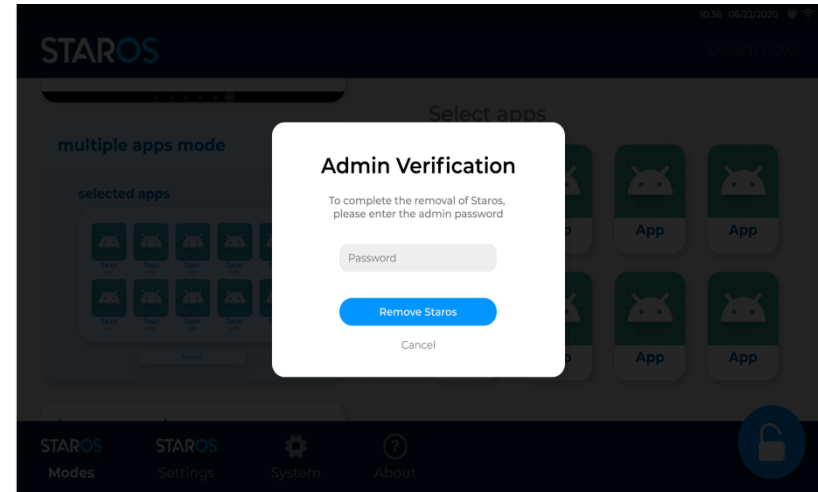 10:36 06/22/2020
STAROS
LAUNCH NOW
Select apps
multiple apps mode
selected apps
Admin Verification
To complete the removal of Staros,
please enter the admin password
Password
Remove Staros
Cancel
App
App
App
App
STAROS
Modes
STAROS
Settings
System
?
About